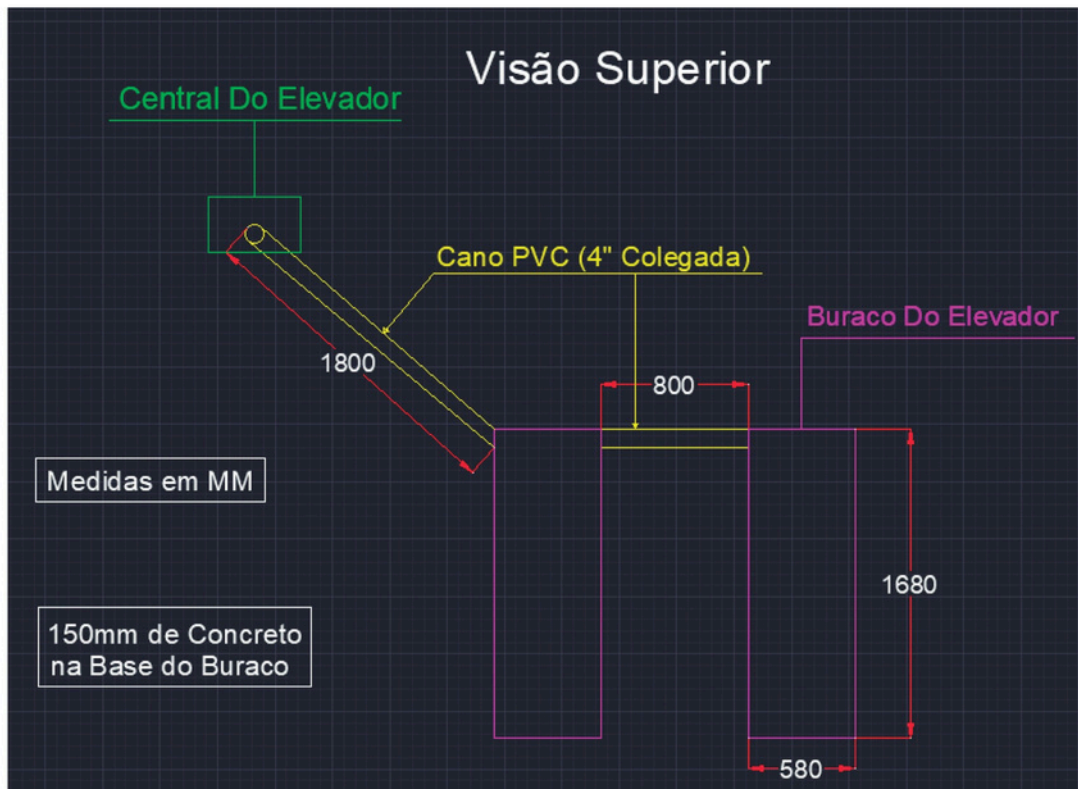 Visão Superior
Central Do Elevador
Cano PVC (4" Colegada)
Buraco Do Elevador
1800
800
Medidas em MM
1680
150mm de Concreto
na Base do Buraco
580